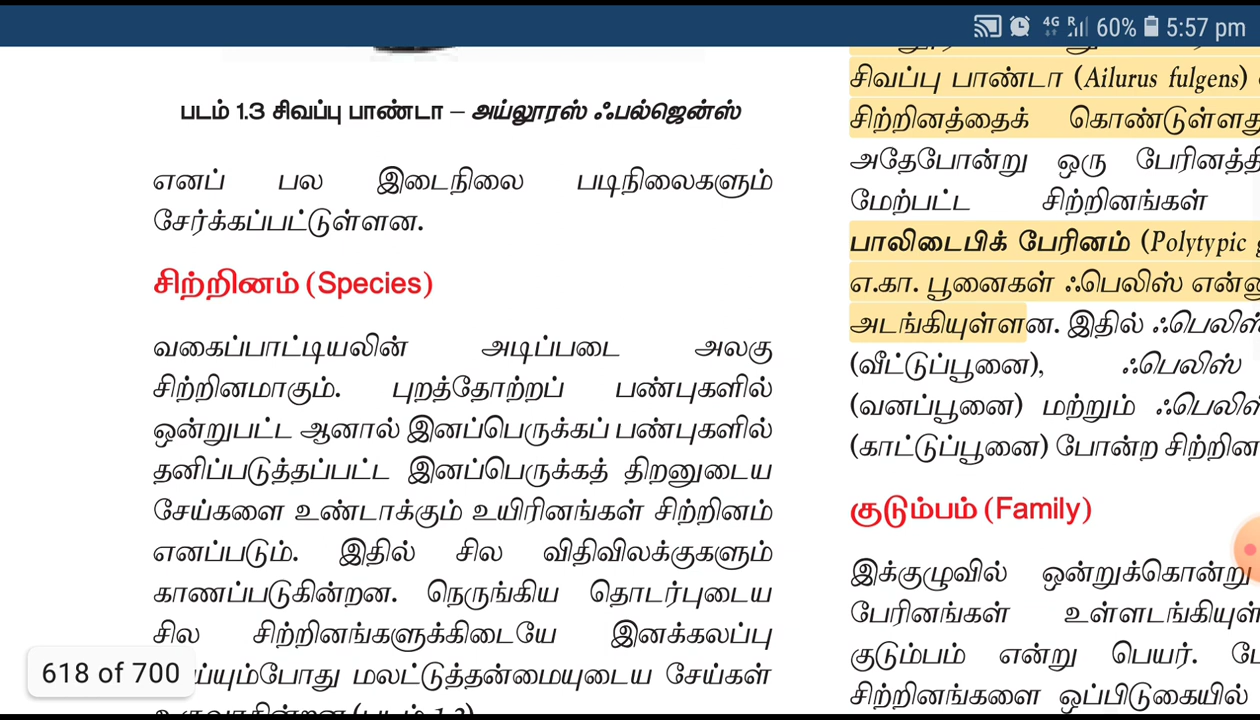 4G R 60% 5:57 pm
படம் 1.3 சிவப்பு பாண்டா – அய்லூரஸ் ஃபல்ஜென்ஸ்
எனப் பல இடைநிலை படிநிலைகளும்
சேர்க்கப்பட்டுள்ளன.
சிற்றினம் (Species)
வகைப்பாட்டியலின் அடிப்படை அலகு
சிற்றினமாகும். புறத்தோற்றப் பண்புகளில்
ஒன்றுபட்ட ஆனால் இனப்பெருக்கப் பண்புகளில்
தனிப்படுத்தப்பட்ட இனப்பெருக்கத் திறனுடைய
சேய்களை உண்டாக்கும் உயிரினங்கள் சிற்றினம்
எனப்படும். இதில் சில விதிவிலக்குகளும்
காணப்படுகின்றன. நெருங்கிய தொடர்புடைய
சில சிற்றினங்களுக்கிடையே இனக்கலப்பு
ய்யும்போது மலட்டுத்தன்மையுடைய சேய்கள்
618 of 700
சிவப்பு பாண்டா (Ailurus fulgens)
சிற்றினத்தைக் கொண்டுள்ளது
அதேபோன்று ஒரு பேரினத்தி
மேற்பட்ட சிற்றினங்கள்
பாலிடைபிக் பேரினம் (Polytypic g
எ.கா. பூனைகள் ஃபெலிஸ் என்னு
அடங்கியுள்ளன. இதில் ஃபெலிஸ்
(வீட்டுப்பூனை), ஃபெலிஸ்
(வனப்பூனை) மற்றும் ஃபெலிஸ்
(காட்டுப்பூனை) போன்ற சிற்றின
குடும்பம் (Family)
இக்குழுவில் ஒன்றுக்கொன்று
பேரினங்கள் உள்ளடங்கியுள்
குடும்பம் என்று பெயர். பே
சிற்றினங்களை ஒப்பிடுகையில்